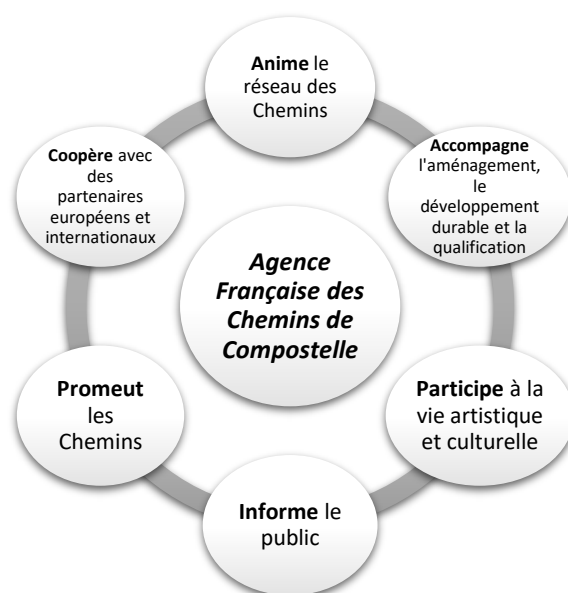 Anime le
réseau des
Chemins
Accompagne
l'aménagement,
le
développement
durable et la
qualification
Participe à la
vie artistique
et culturelle
Informe le
public
Promeut
les
Chemins
Coopère avec
des
partenaires
européens et
internationaux
Agence
Française des
Chemins de
Compostelle